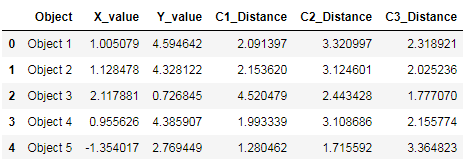 Object X_value Y_value C1_Distance C2_Distance C3_Distance
0 Object 1 1.005079 4.594642 2.091397 3.320997 2.318921
1 Object 2 1.128478 4.328122 2.153620 3.124601 2.025236
2 Object 3 2.117881 0.726845 4.520479 2.443428 1.777070
3 Object 4 0.955626 4.385907 1.993339 3.108686 2.155774
4 Object 5 -1.354017 2.769449 1.280462 1.715592 3.364823